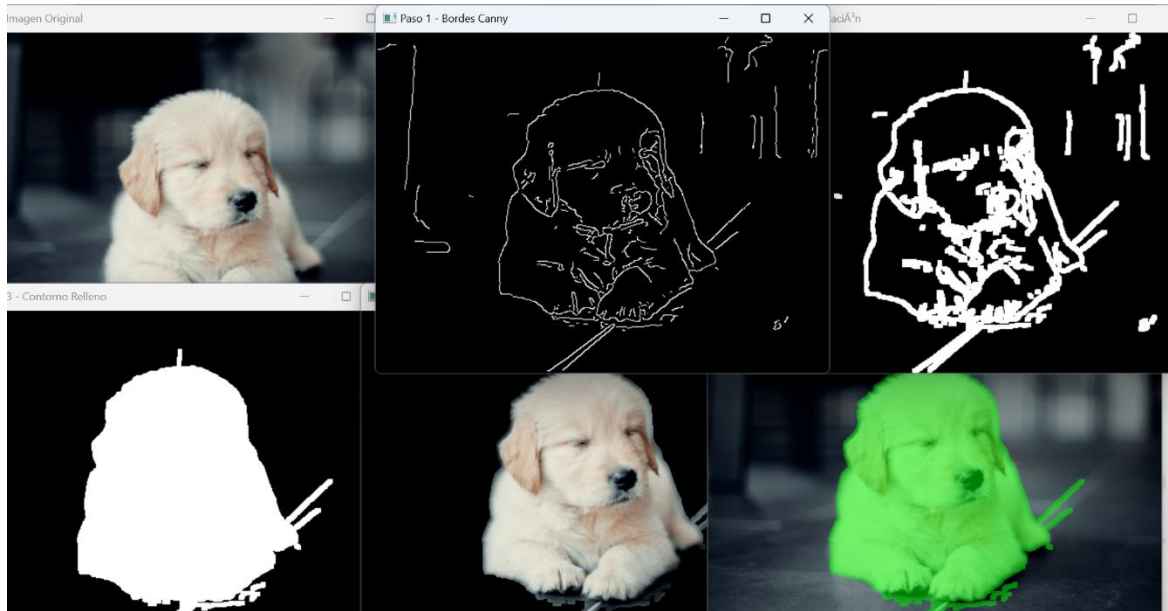 Imagen Original
Paso 1 - Bordes Canny
aciÃ³n
3 - Contorno Relleno